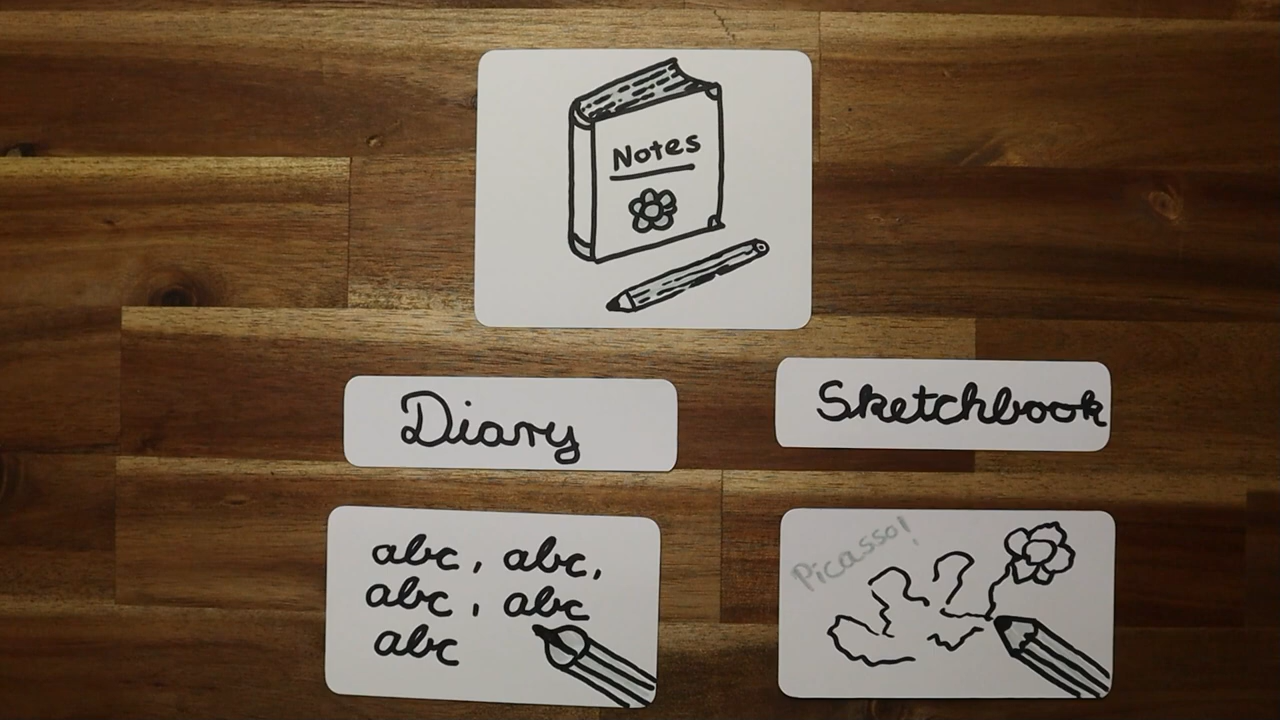 Notes
Diary
Sketchbook
abc, abc,
abc, abc
abc
Picasso!